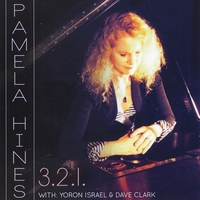 PAMELA HINES
3.2.1.
WITH: YORON ISRAEL & DAVE CLARK